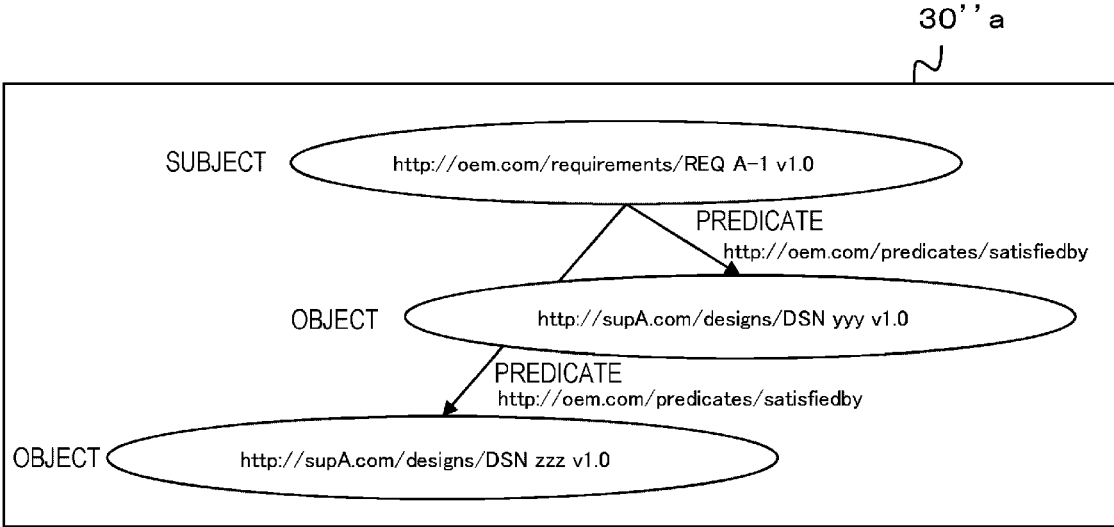 30''a
SUBJECT
http://oem.com/requirements/REQ A-1 v1.0
PREDICATE
http://oem.com/predicates/satisfiedby
OBJECT
http://supA.com/designs/DSN yyy v1.0
PREDICATE
http://oem.com/predicates/satisfiedby
OBJECT
http://supA.com/designs/DSN zzz v1.0